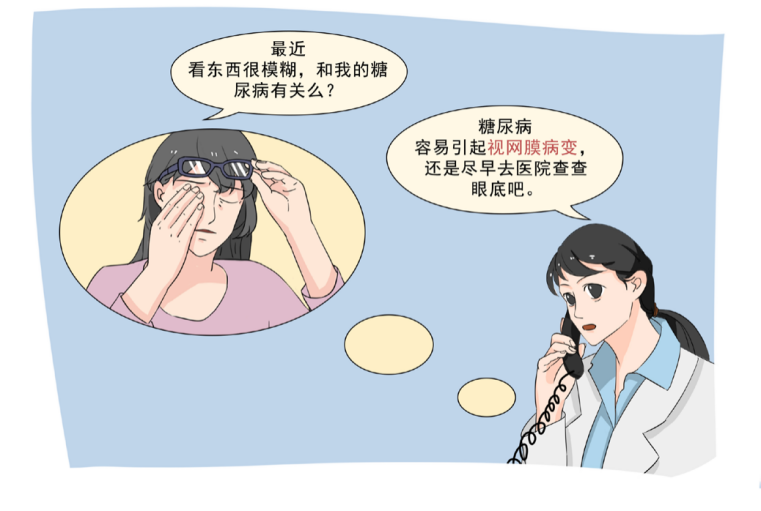 最近
看东西很模糊，和我的糖
尿病有关么？
糖尿病
容易引起视网膜病变，
还是尽早去医院查查
眼底吧。